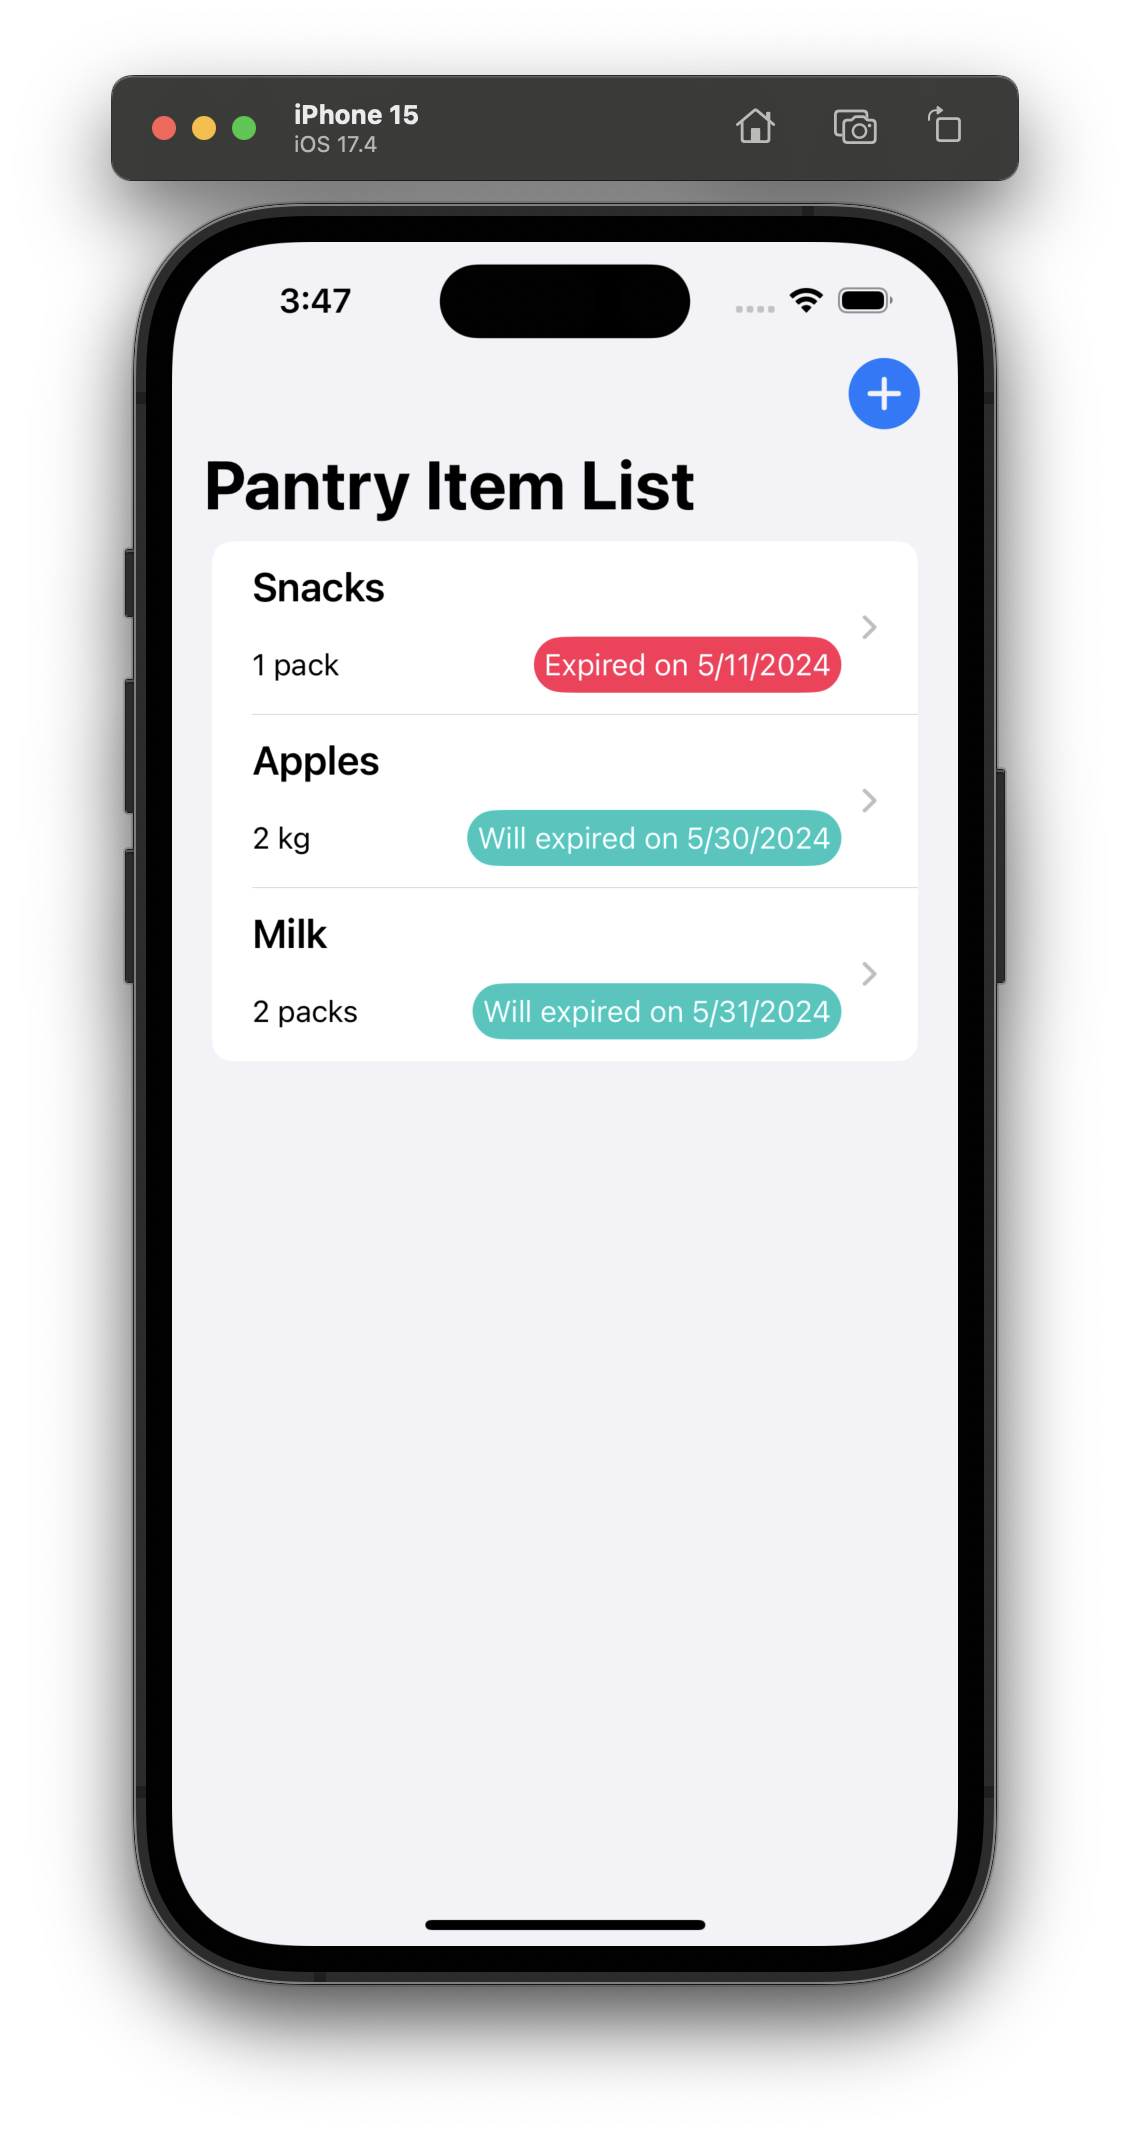 iPhone 15
iOS 17.4
3:47
Pantry Item List
Snacks
1 pack
Expired on 5/11/2024
Apples
2 kg
Will expired on 5/30/2024
Milk
2 packs
Will expired on 5/31/2024